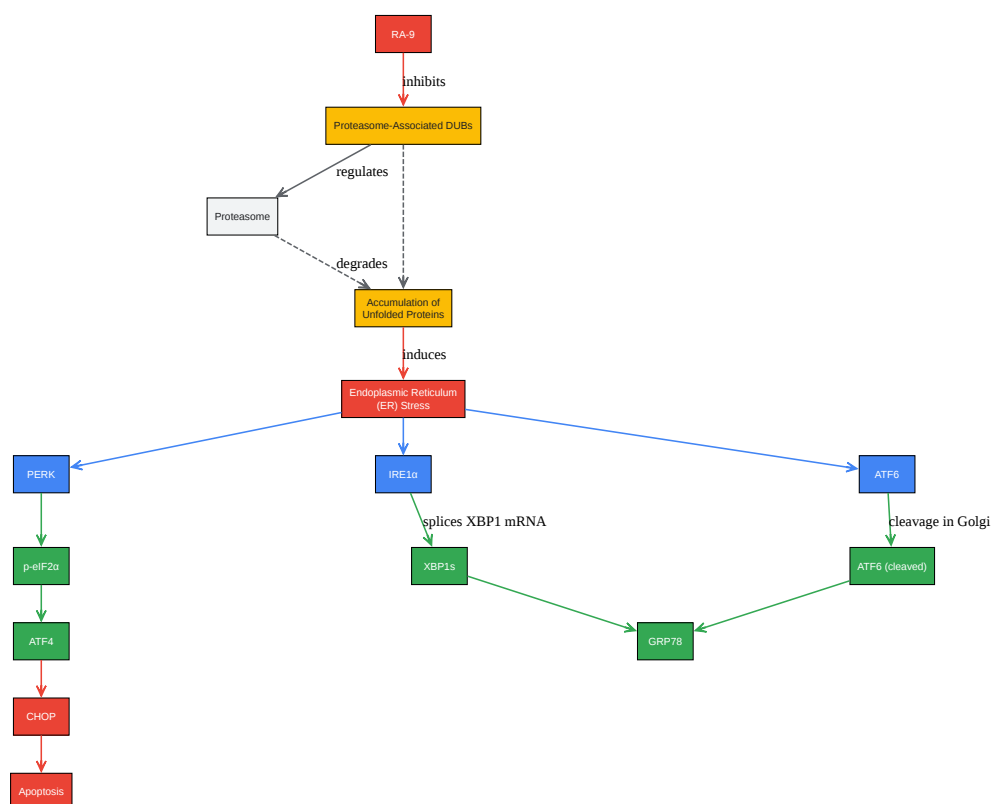 RA-9
inhibits
Proteasome-Associated DUBs
regulates
Proteasome
degrades
Accumulation of
Unfolded Proteins
induces
Endoplasmic Reticulum
(ER) Stress
PERK
IRE1α
ATF6
splices XBP1 mRNA
cleavage in Golgi
p-eIF2α
XBP1s
ATF6 (cleaved)
ATF4
GRP78
CHOP
Apoptosis